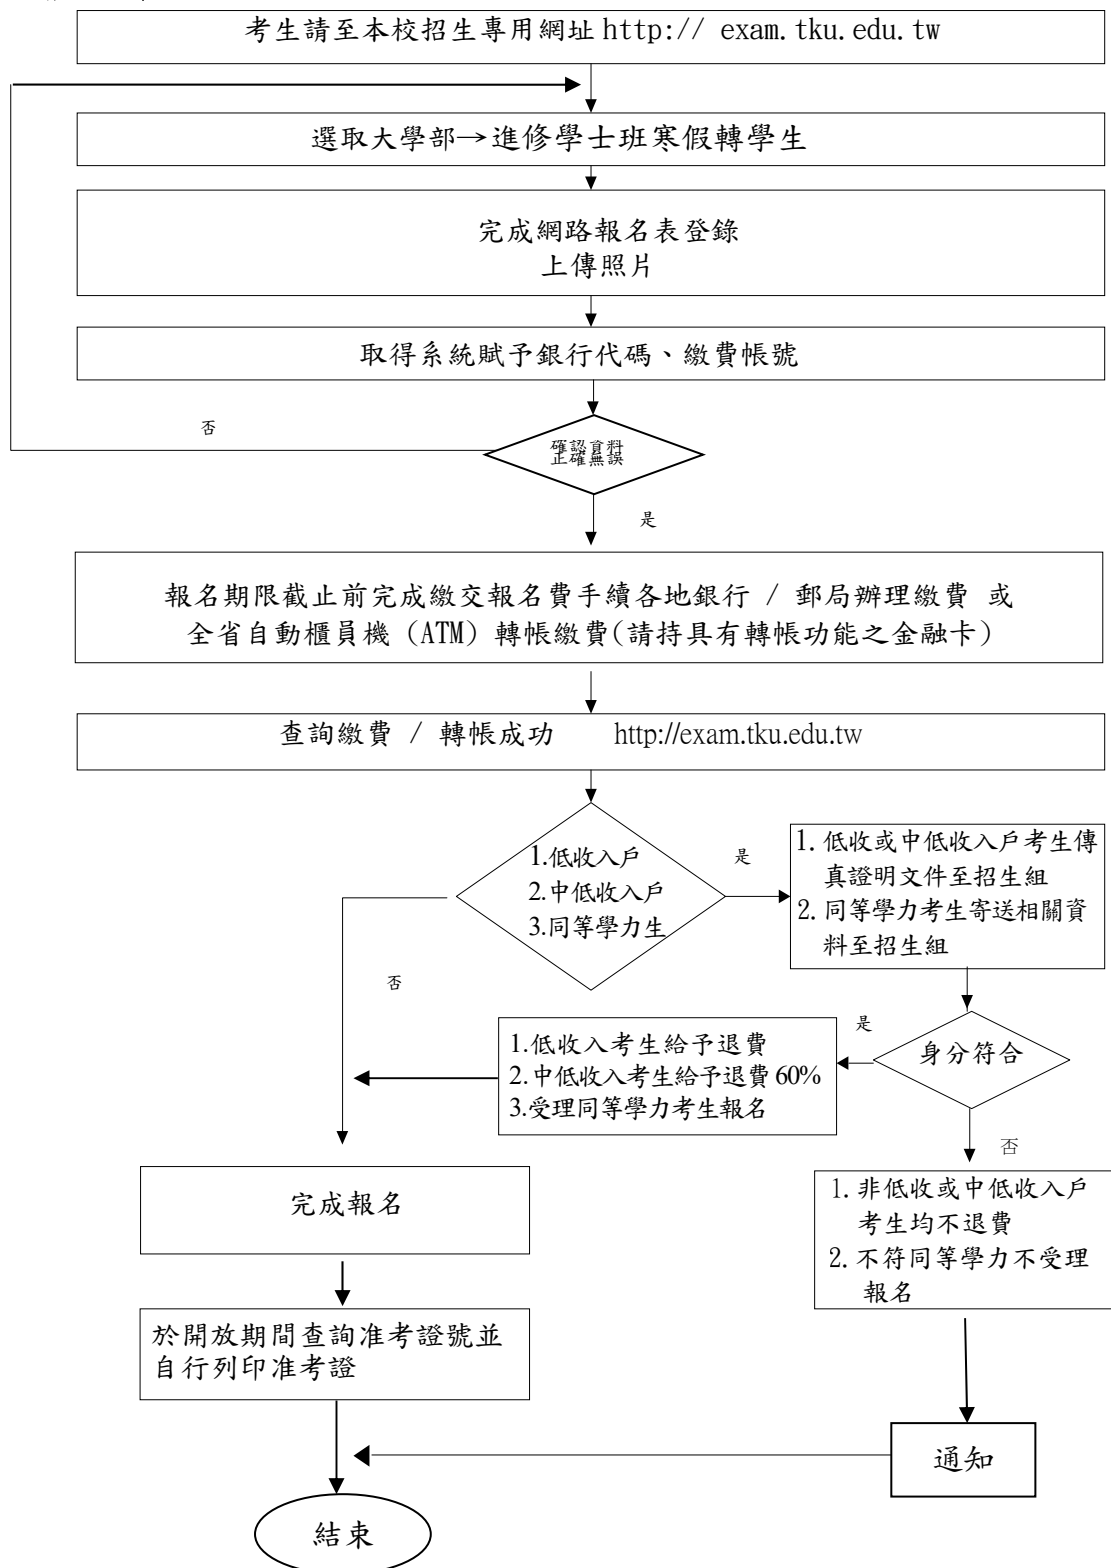 考生請至本校招生專用網址http:// exam.tku.edu.tw
選取大學部→進修學士班寒假轉學生
完成網路報名表登錄
上傳照片
取得系統賦予銀行代碼、繳費帳號
否
確認資料
正確無誤
是
報名期限截止前完成繳交報名費手續各地銀行 / 郵局辦理繳費 或
全省自動櫃員機 (ATM) 轉帳繳費(請持具有轉帳功能之金融卡)
查詢繳費 / 轉帳成功 http://exam.tku.edu.tw
1.低收入戶
2.中低收入戶
3.同等學力生
是
1. 低收或中低收入戶考生傳
真證明文件至招生組
2. 同等學力考生寄送相關資
料至招生組
否
身分符合
是
1.低收入考生給予退費
2.中低收入考生給予退費60%
3.受理同等學力考生報名
否
1. 非低收或中低收入戶
考生均不退費
2. 不符同等學力不受理
報名
完成報名
於開放期間查詢准考證號並
自行列印准考證
通知
結束